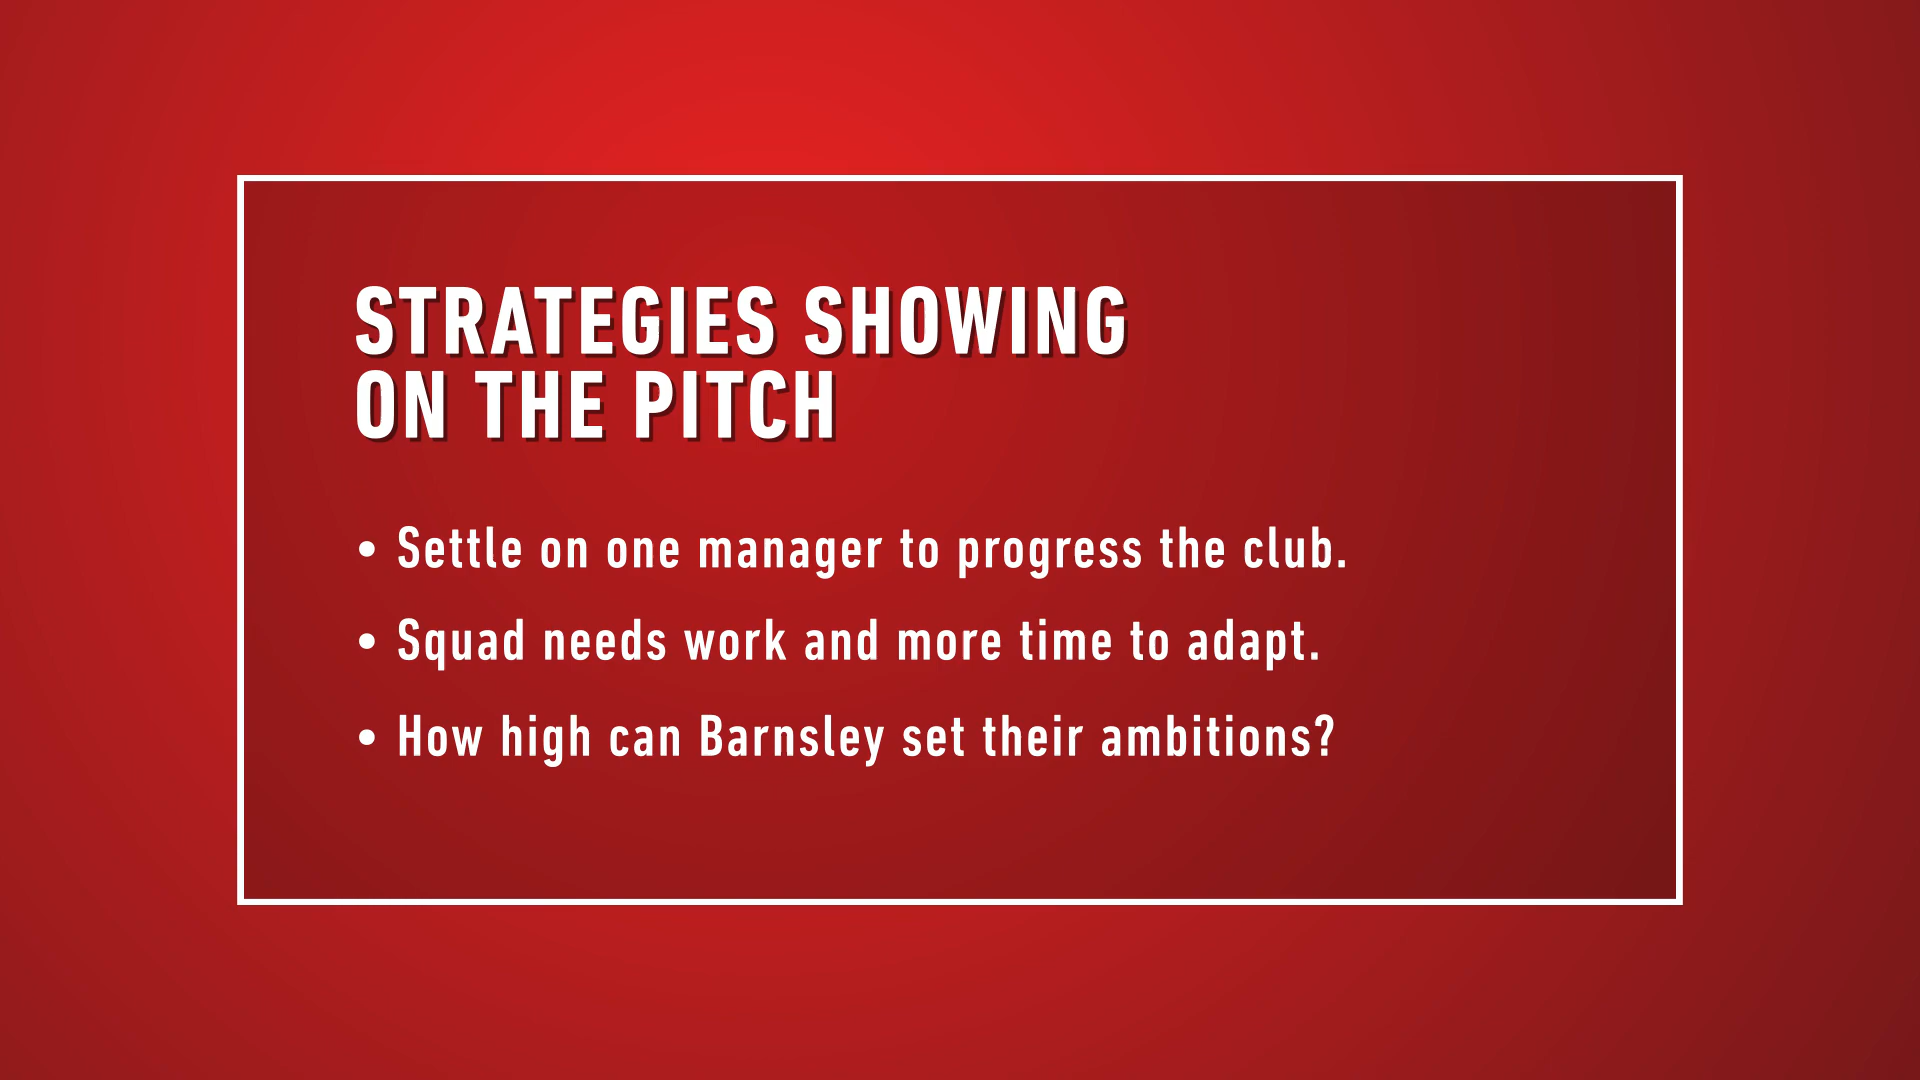 STRATEGIES SHOWING
ON THE PITCH
• Settle on one manager to progress the club.
• Squad needs work and more time to adapt.
• How high can Barnsley set their ambitions?